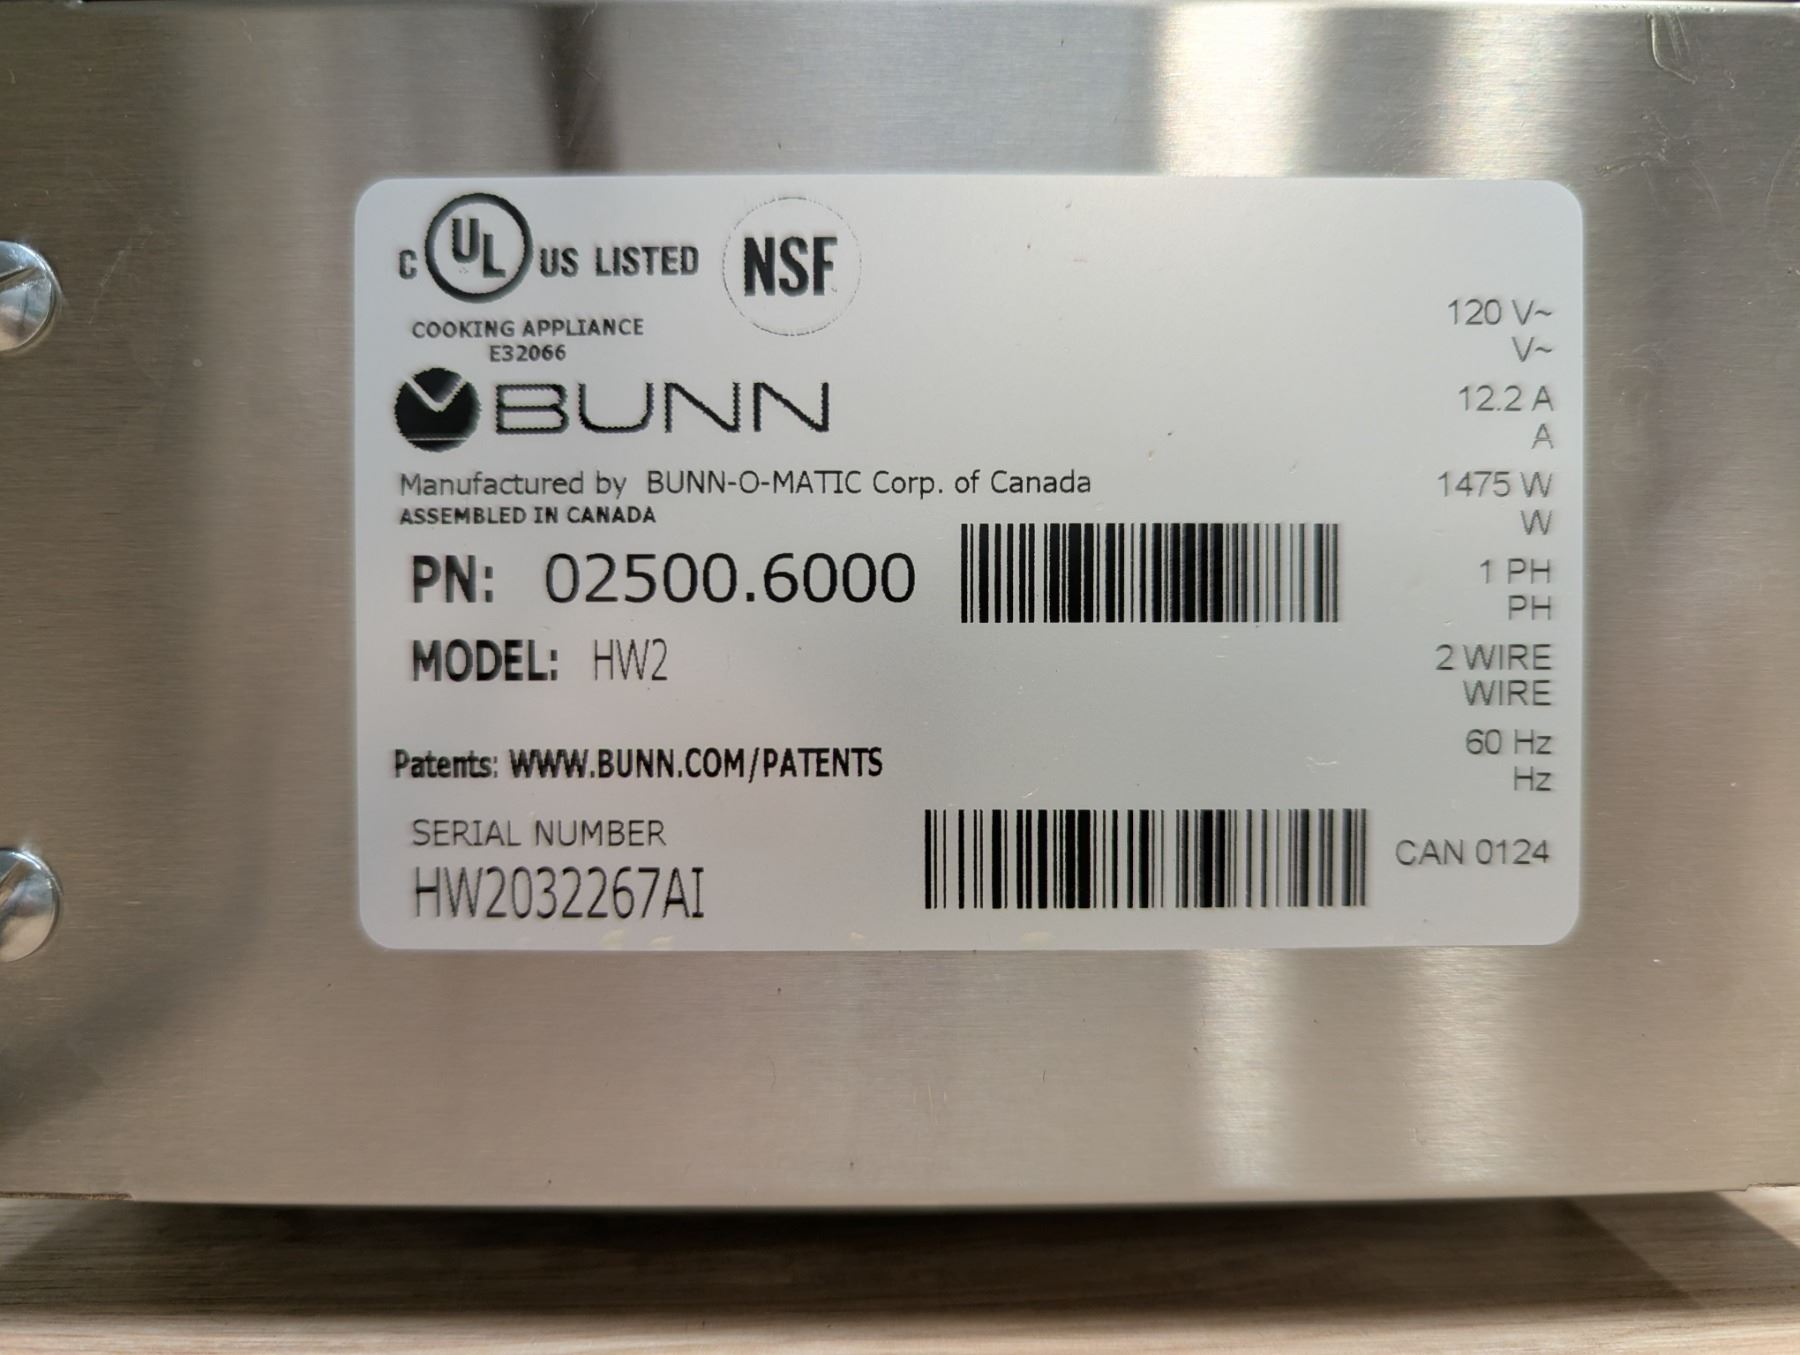 C UL US LISTED NSF
COOKING APPLIANCE
E32066
BUNN
Manufactured by BUNN-O-MATIC Corp. of Canada
ASSEMBLED IN CANADA
PN: 02500.6000
MODEL: HW2
Patents: WWW.BUNN.COM/PATENTS
SERIAL NUMBER
HW2032267AI
120 V~
V~
12.2 A
A
1475 W
W
1 PH
PH
2 WIRE
WIRE
60 Hz
Hz
CAN 0124